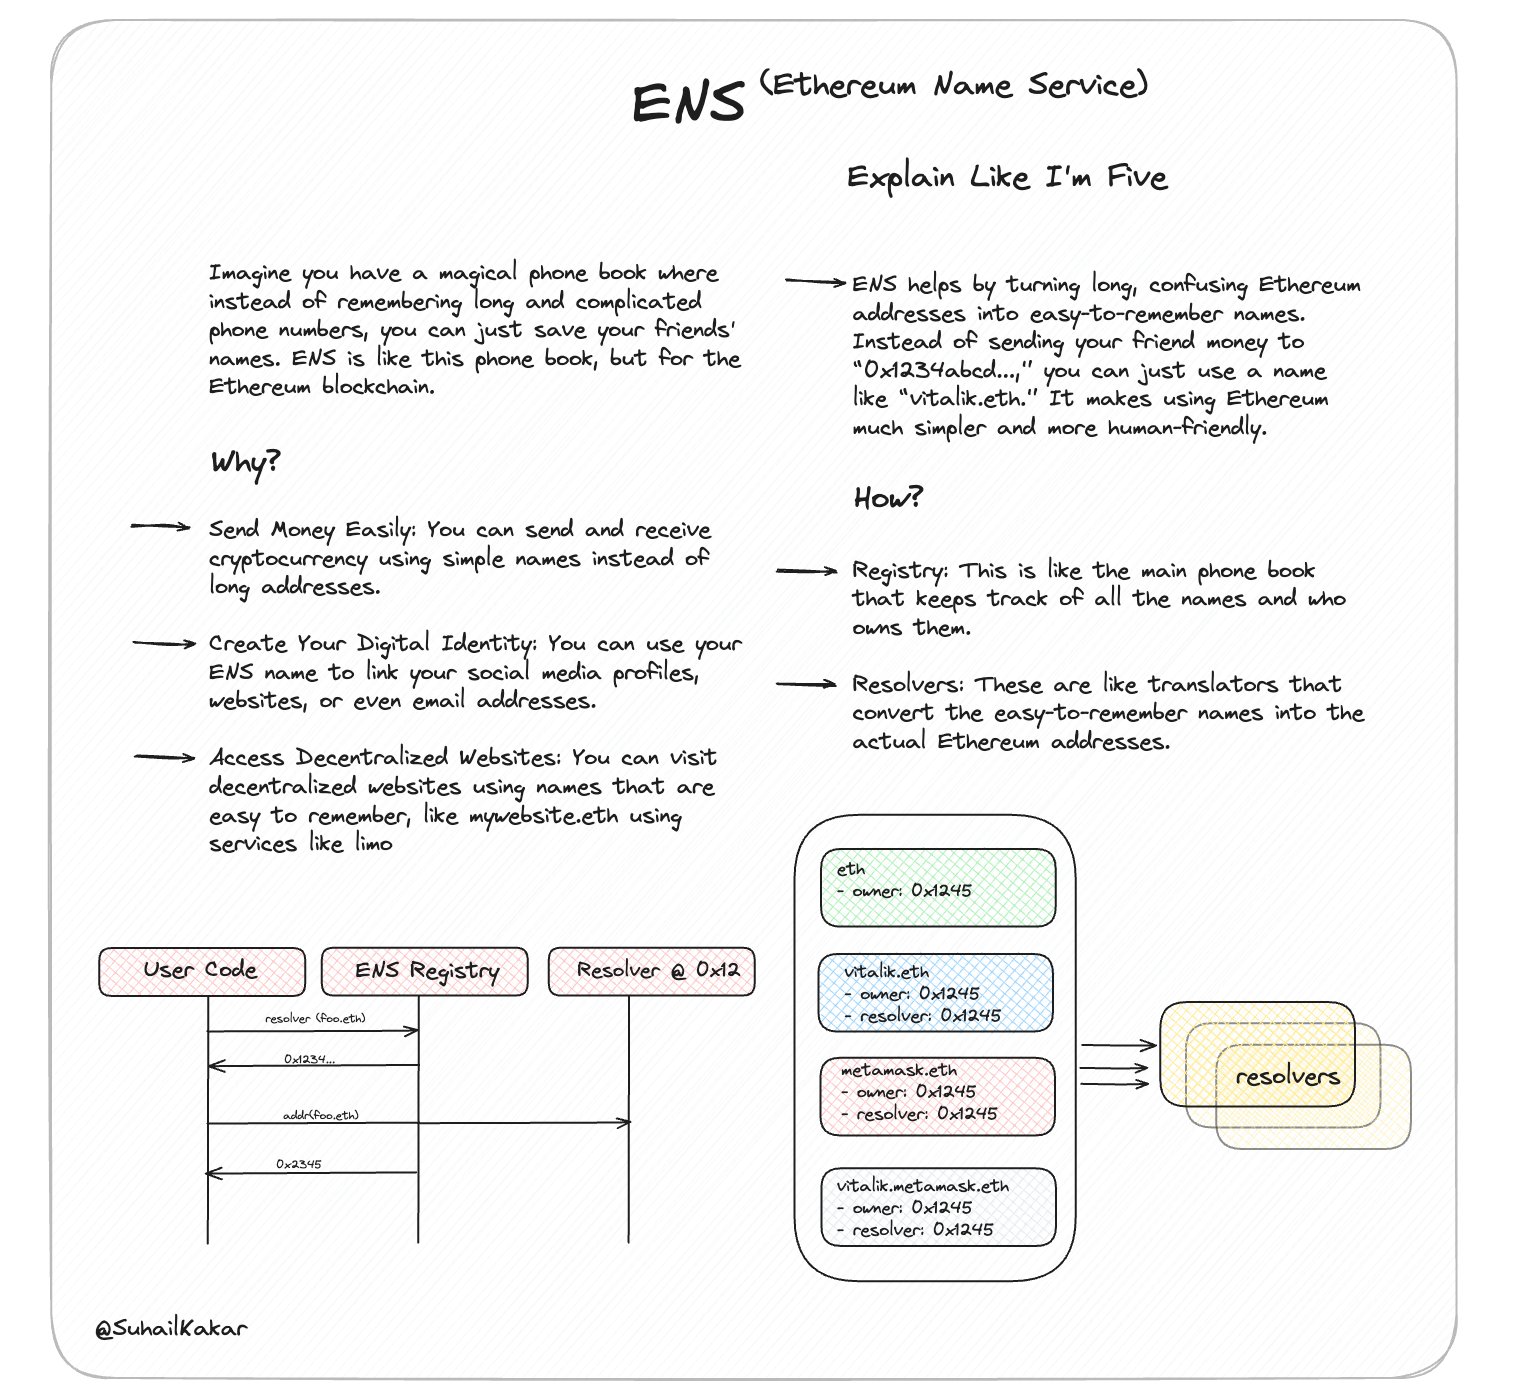 ENS (Ethereum Name Service)
Explain Like I'm Five
Imagine you have a magical phone book where
instead of remembering long and complicated
phone numbers, you can just save your friends'
names. ENS is like this phone book, but for the
Ethereum blockchain.
Why?
Send Money Easily: You can send and receive
cryptocurrency using simple names instead of
long addresses.
Create Your Digital Identity: You can use your
ENS name to link your social media profiles,
websites, or even email addresses.
Access Decentralized Websites: You can visit
decentralized websites using names that are
easy to remember, like mywebsite.eth using
services like limo
ENS helps by turning long, confusing Ethereum
addresses into easy-to-remember names.
Instead of sending your friend money to
“0x1234abcd...,” you can just use a name
like “vitalik.eth.” It makes using Ethereum
much simpler and more human-friendly.
How?
Registry: This is like the main phone book
that keeps track of all the names and who
owns them.
Resolvers: These are like translators that
convert the easy-to-remember names into the
actual Ethereum addresses.
User Code
ENS Registry
Resolver @ 0x12
resolver (foo.eth)
0x1234...
addr(foo.eth)
0x2345
eth
- owner: 0x1245
vitalik.eth
- owner: 0x1245
- resolver: 0x1245
metamask.eth
- owner: 0x1245
- resolver: 0x1245
vitalik.metamask.eth
- owner: 0x1245
- resolver: 0x1245
resolvers
@SuhailKakar